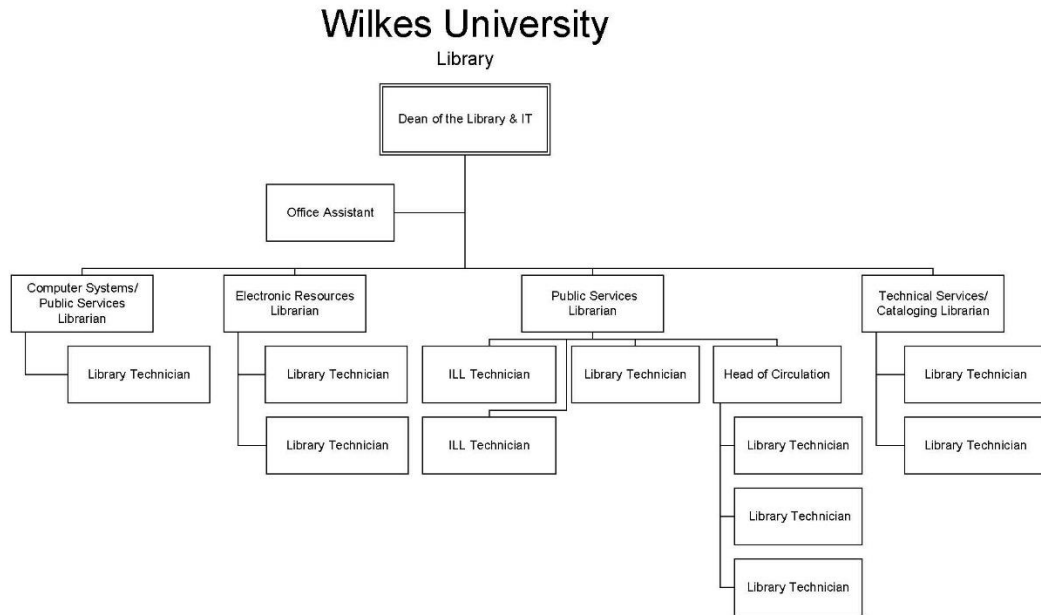 Wilkes University
Library
Dean of the Library & IT
Office Assistant
Computer Systems/
Public Services
Librarian
Electronic Resources
Librarian
Public Services
Librarian
Technical Services/
Cataloging Librarian
Library Technician
Library Technician
ILL Technician
Library Technician
Head of Circulation
Library Technician
Library Technician
ILL Technician
Library Technician
Library Technician
Library Technician
Library Technician